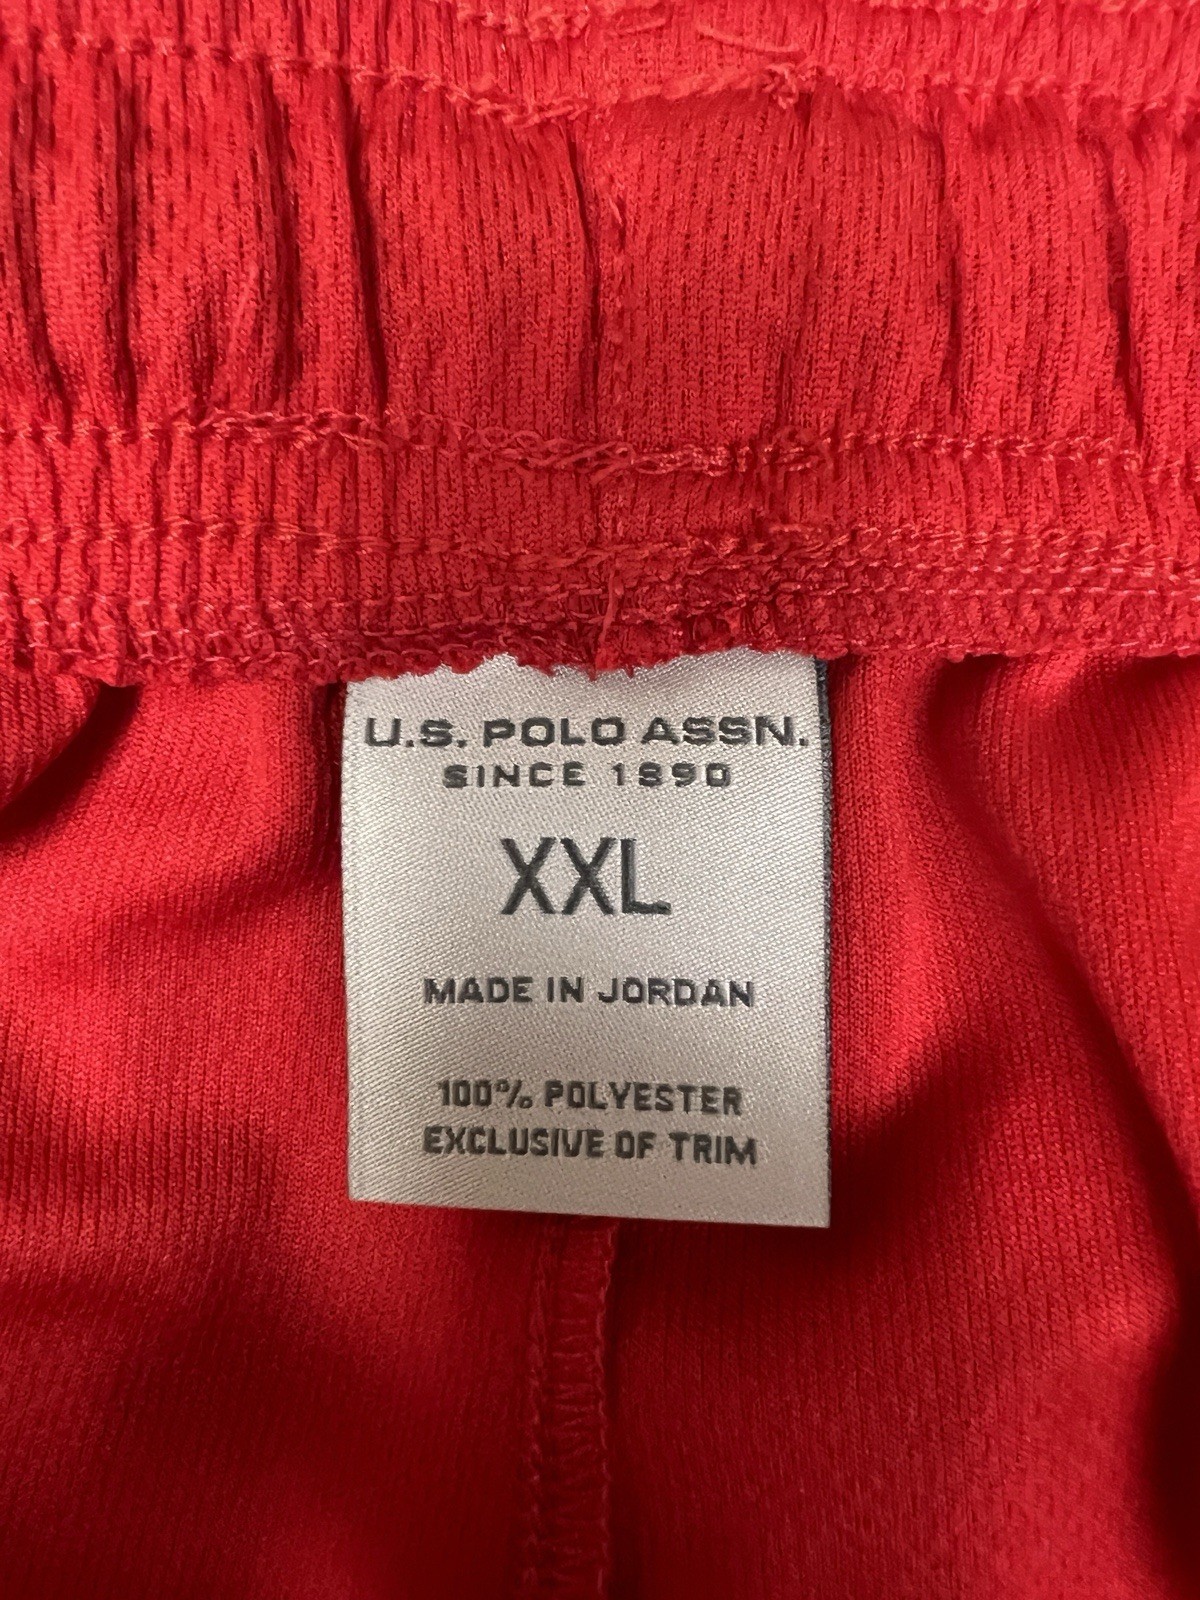 U.S. POLO ASSN.
SINCE 1890
XXL
MADE IN JORDAN
100% POLYESTER
EXCLUSIVE OF TRIM